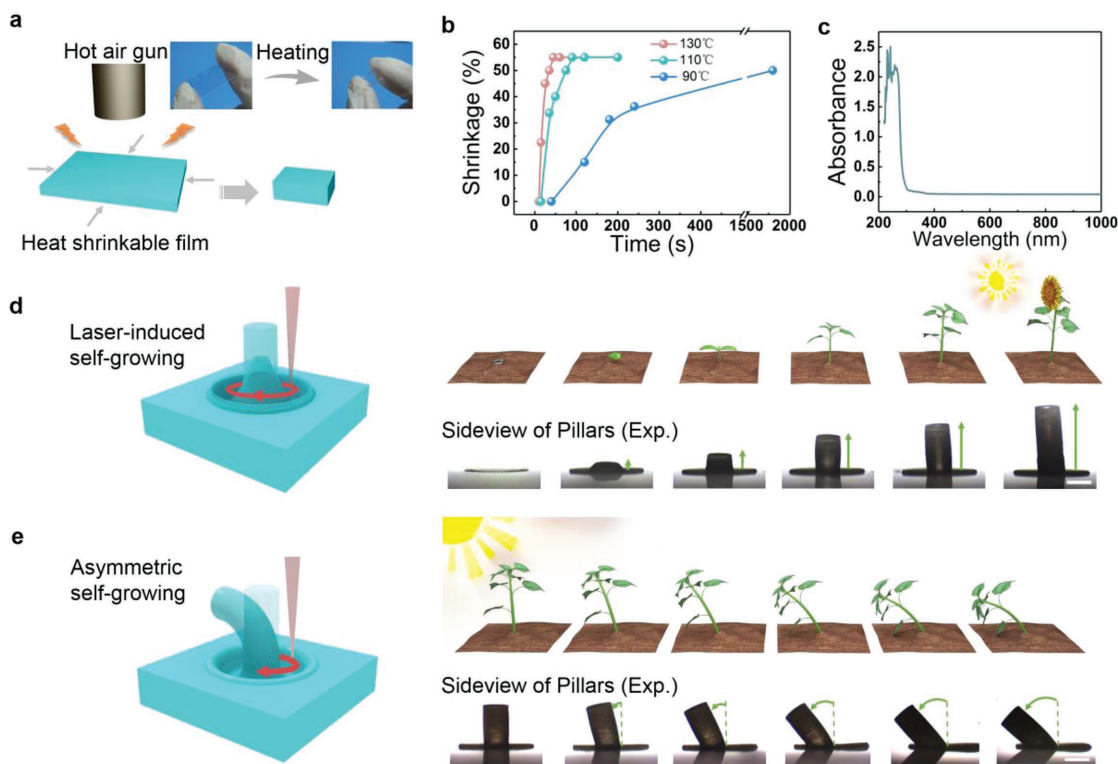 a
Hot air gun
Heating
Heat shrinkable film
b
Shrinkage (%)
60
50
40
30
20
10
0
130℃
110℃
90℃
0 100 200 300 400 1500 2000
Time (s)
c
Absorbance
2.5
2.0
1.5
1.0
0.5
0.0
200 400 600 800 1000
Wavelength (nm)
d
Laser-induced
self-growing
Sideview of Pillars (Exp.)
e
Asymmetric
self-growing
Sideview of Pillars (Exp.)